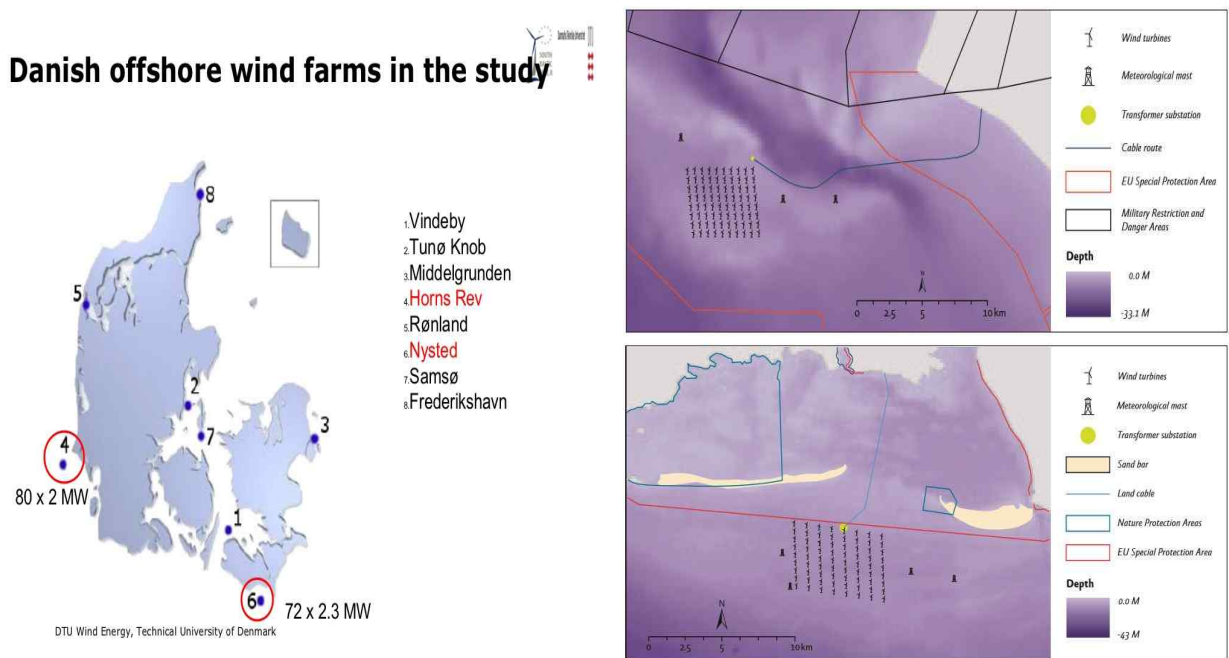 Danish offshore wind farms in the study
8
5
2
7
3
4
80 x 2 MW
1
6
72 x 2.3 MW
1.Vindeby
2.Tunø Knob
3.Middelgrunden
4.Horns Rev
5.Rønland
6.Nysted
7.Samsø
8.Frederikshavn
DTU Wind Energy, Technical University of Denmark
Wind turbines
Meteorological mast
Transformer substation
Cable route
EU Special Protection Area
Military Restriction and
Danger Areas
Depth
0.0 M
-33.1 M
N
0 2.5 5 10 km
Wind turbines
Meteorological mast
Transformer substation
Sand bar
Land cable
Nature Protection Areas
EU Special Protection Area
Depth
0.0 M
-43 M
N
0 2.5 5 10 km